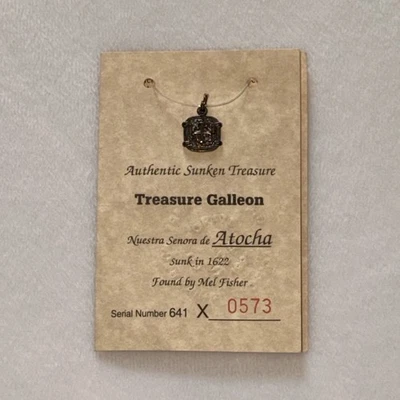 Authentic Sunken Treasure
Treasure Galleon
Nuestra Senora de Atocha
Sunk in 1622
Found by Mel Fisher
Serial Number 641 X 0573